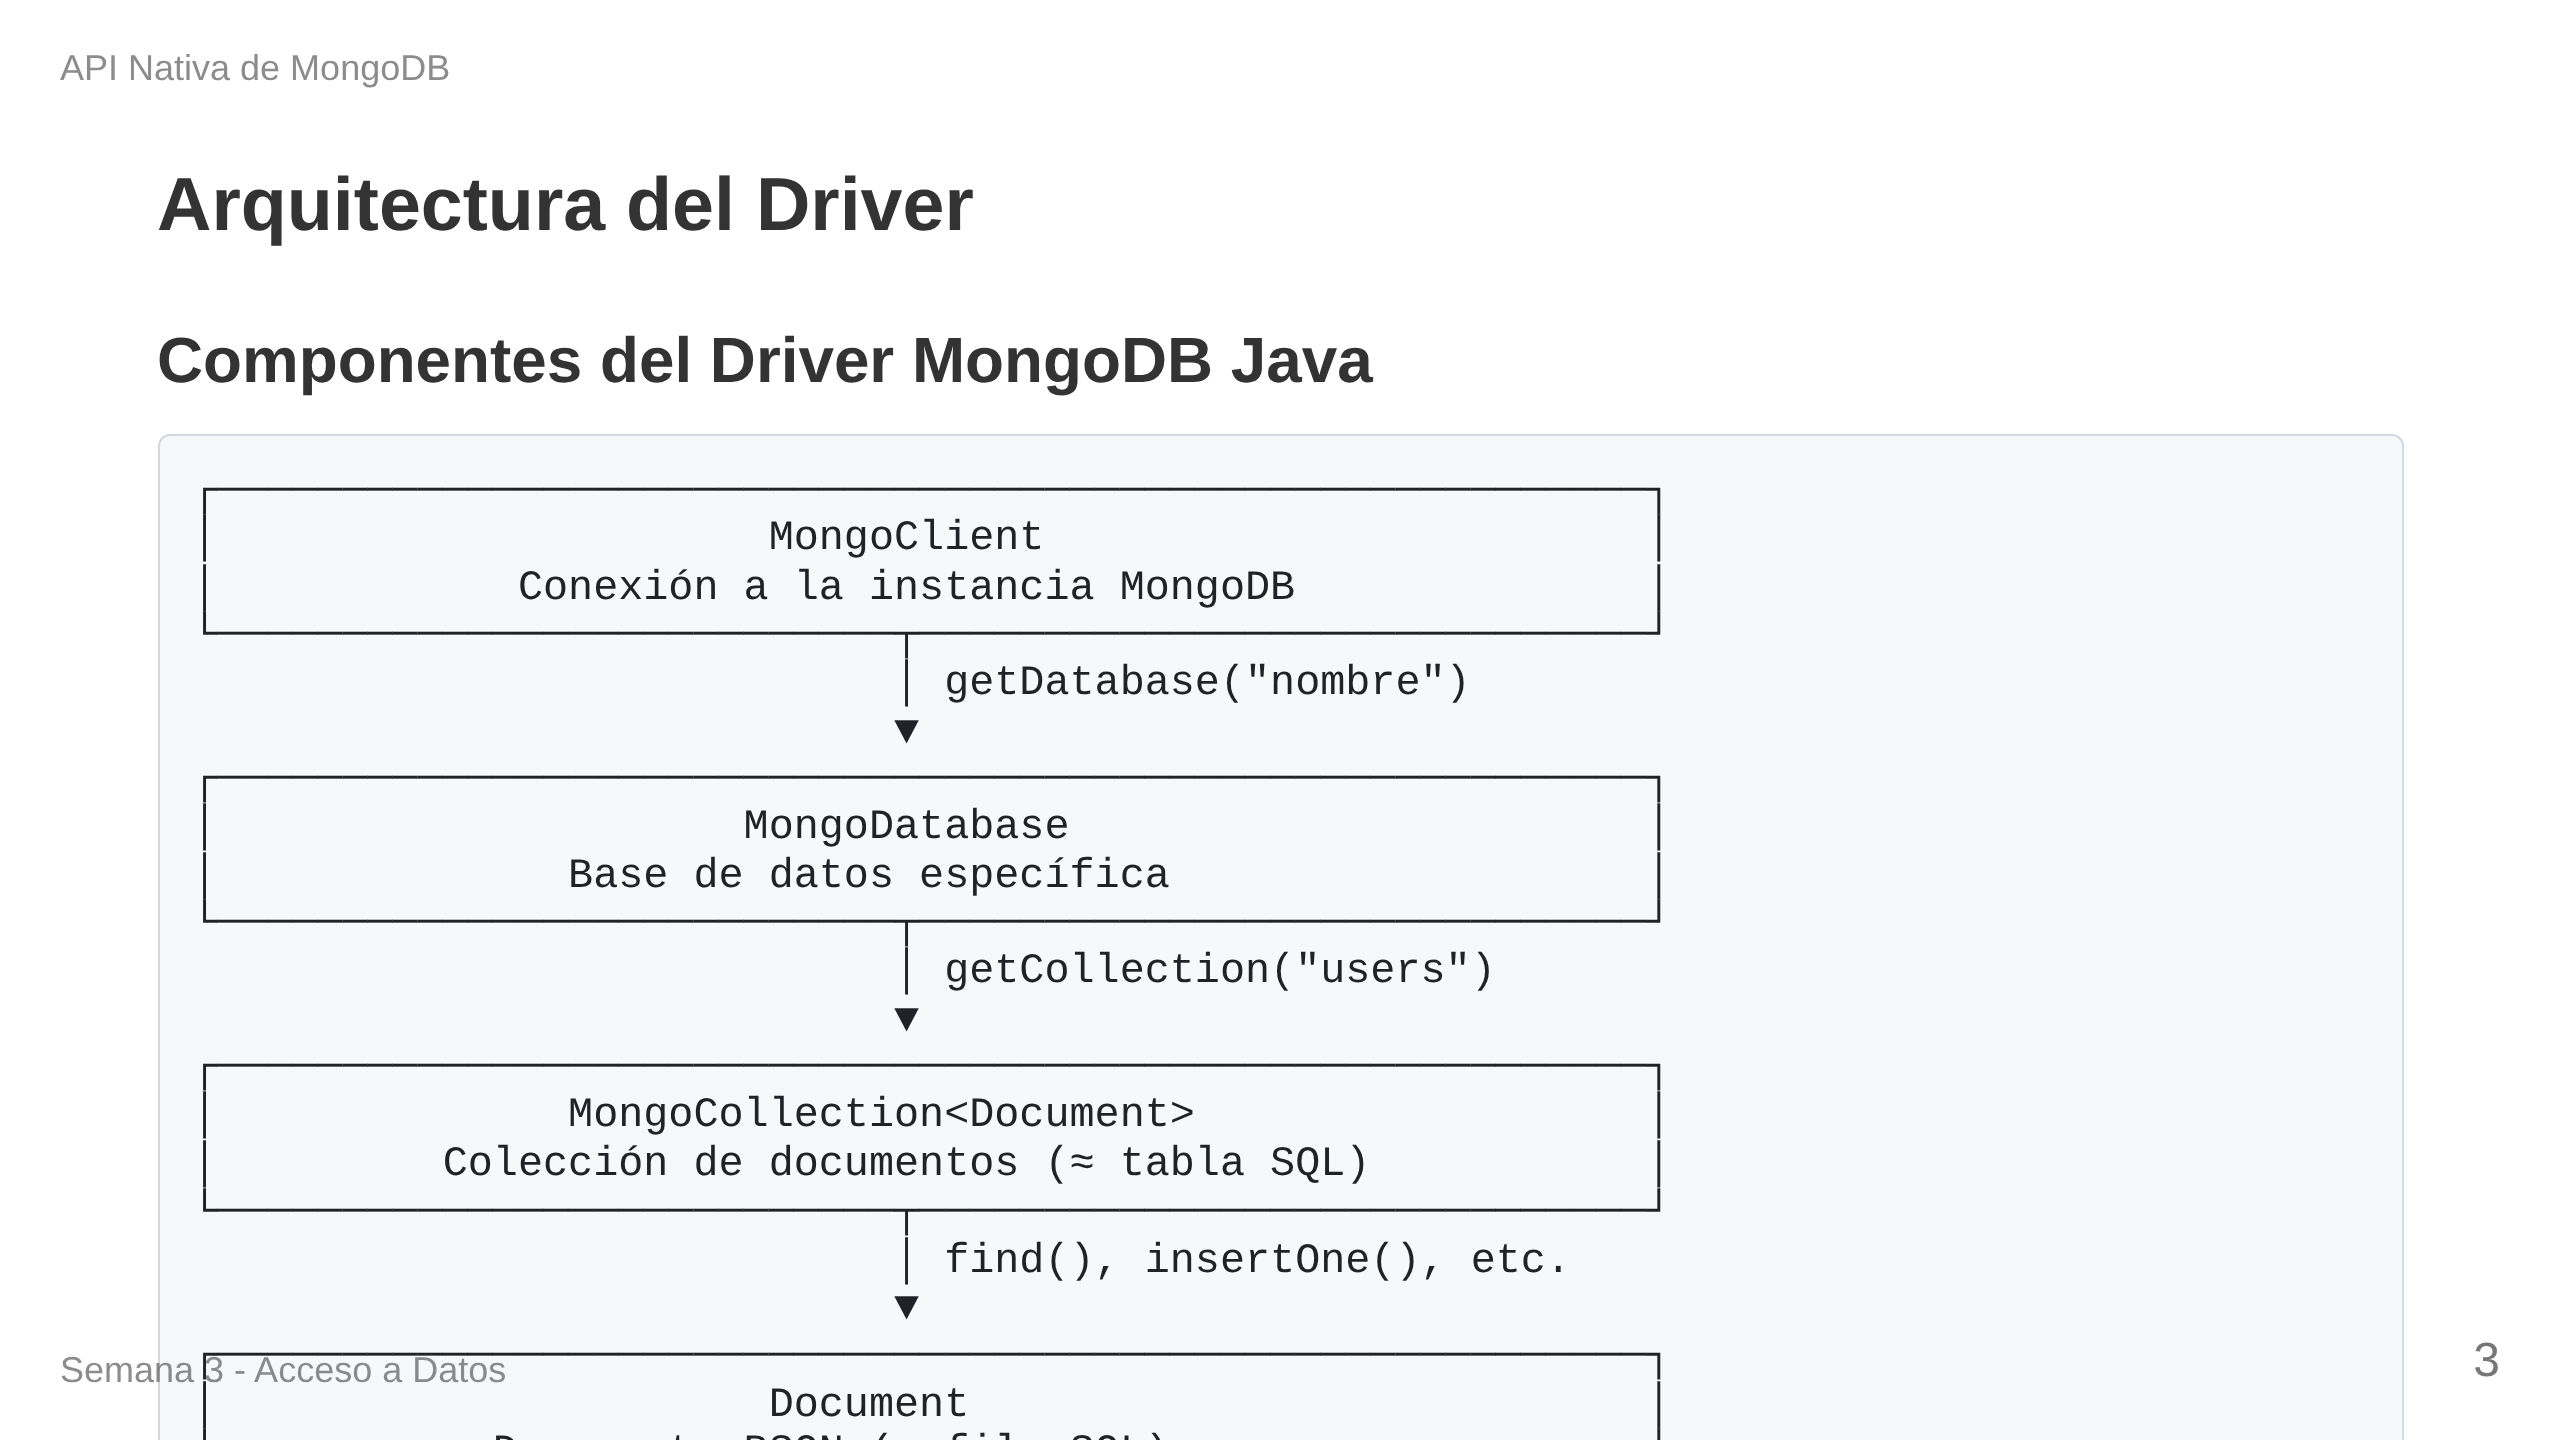 API Nativa de MongoDB
Arquitectura del Driver
Componentes del Driver MongoDB Java
MongoClient
Conexión a la instancia MongoDB
getDatabase("nombre")
MongoDatabase
Base de datos específica
getCollection("users")
MongoCollection<Document>
Colección de documentos (≈ tabla SQL)
find(), insertOne(), etc.
Semana 3 - Acceso a Datos
3
Document